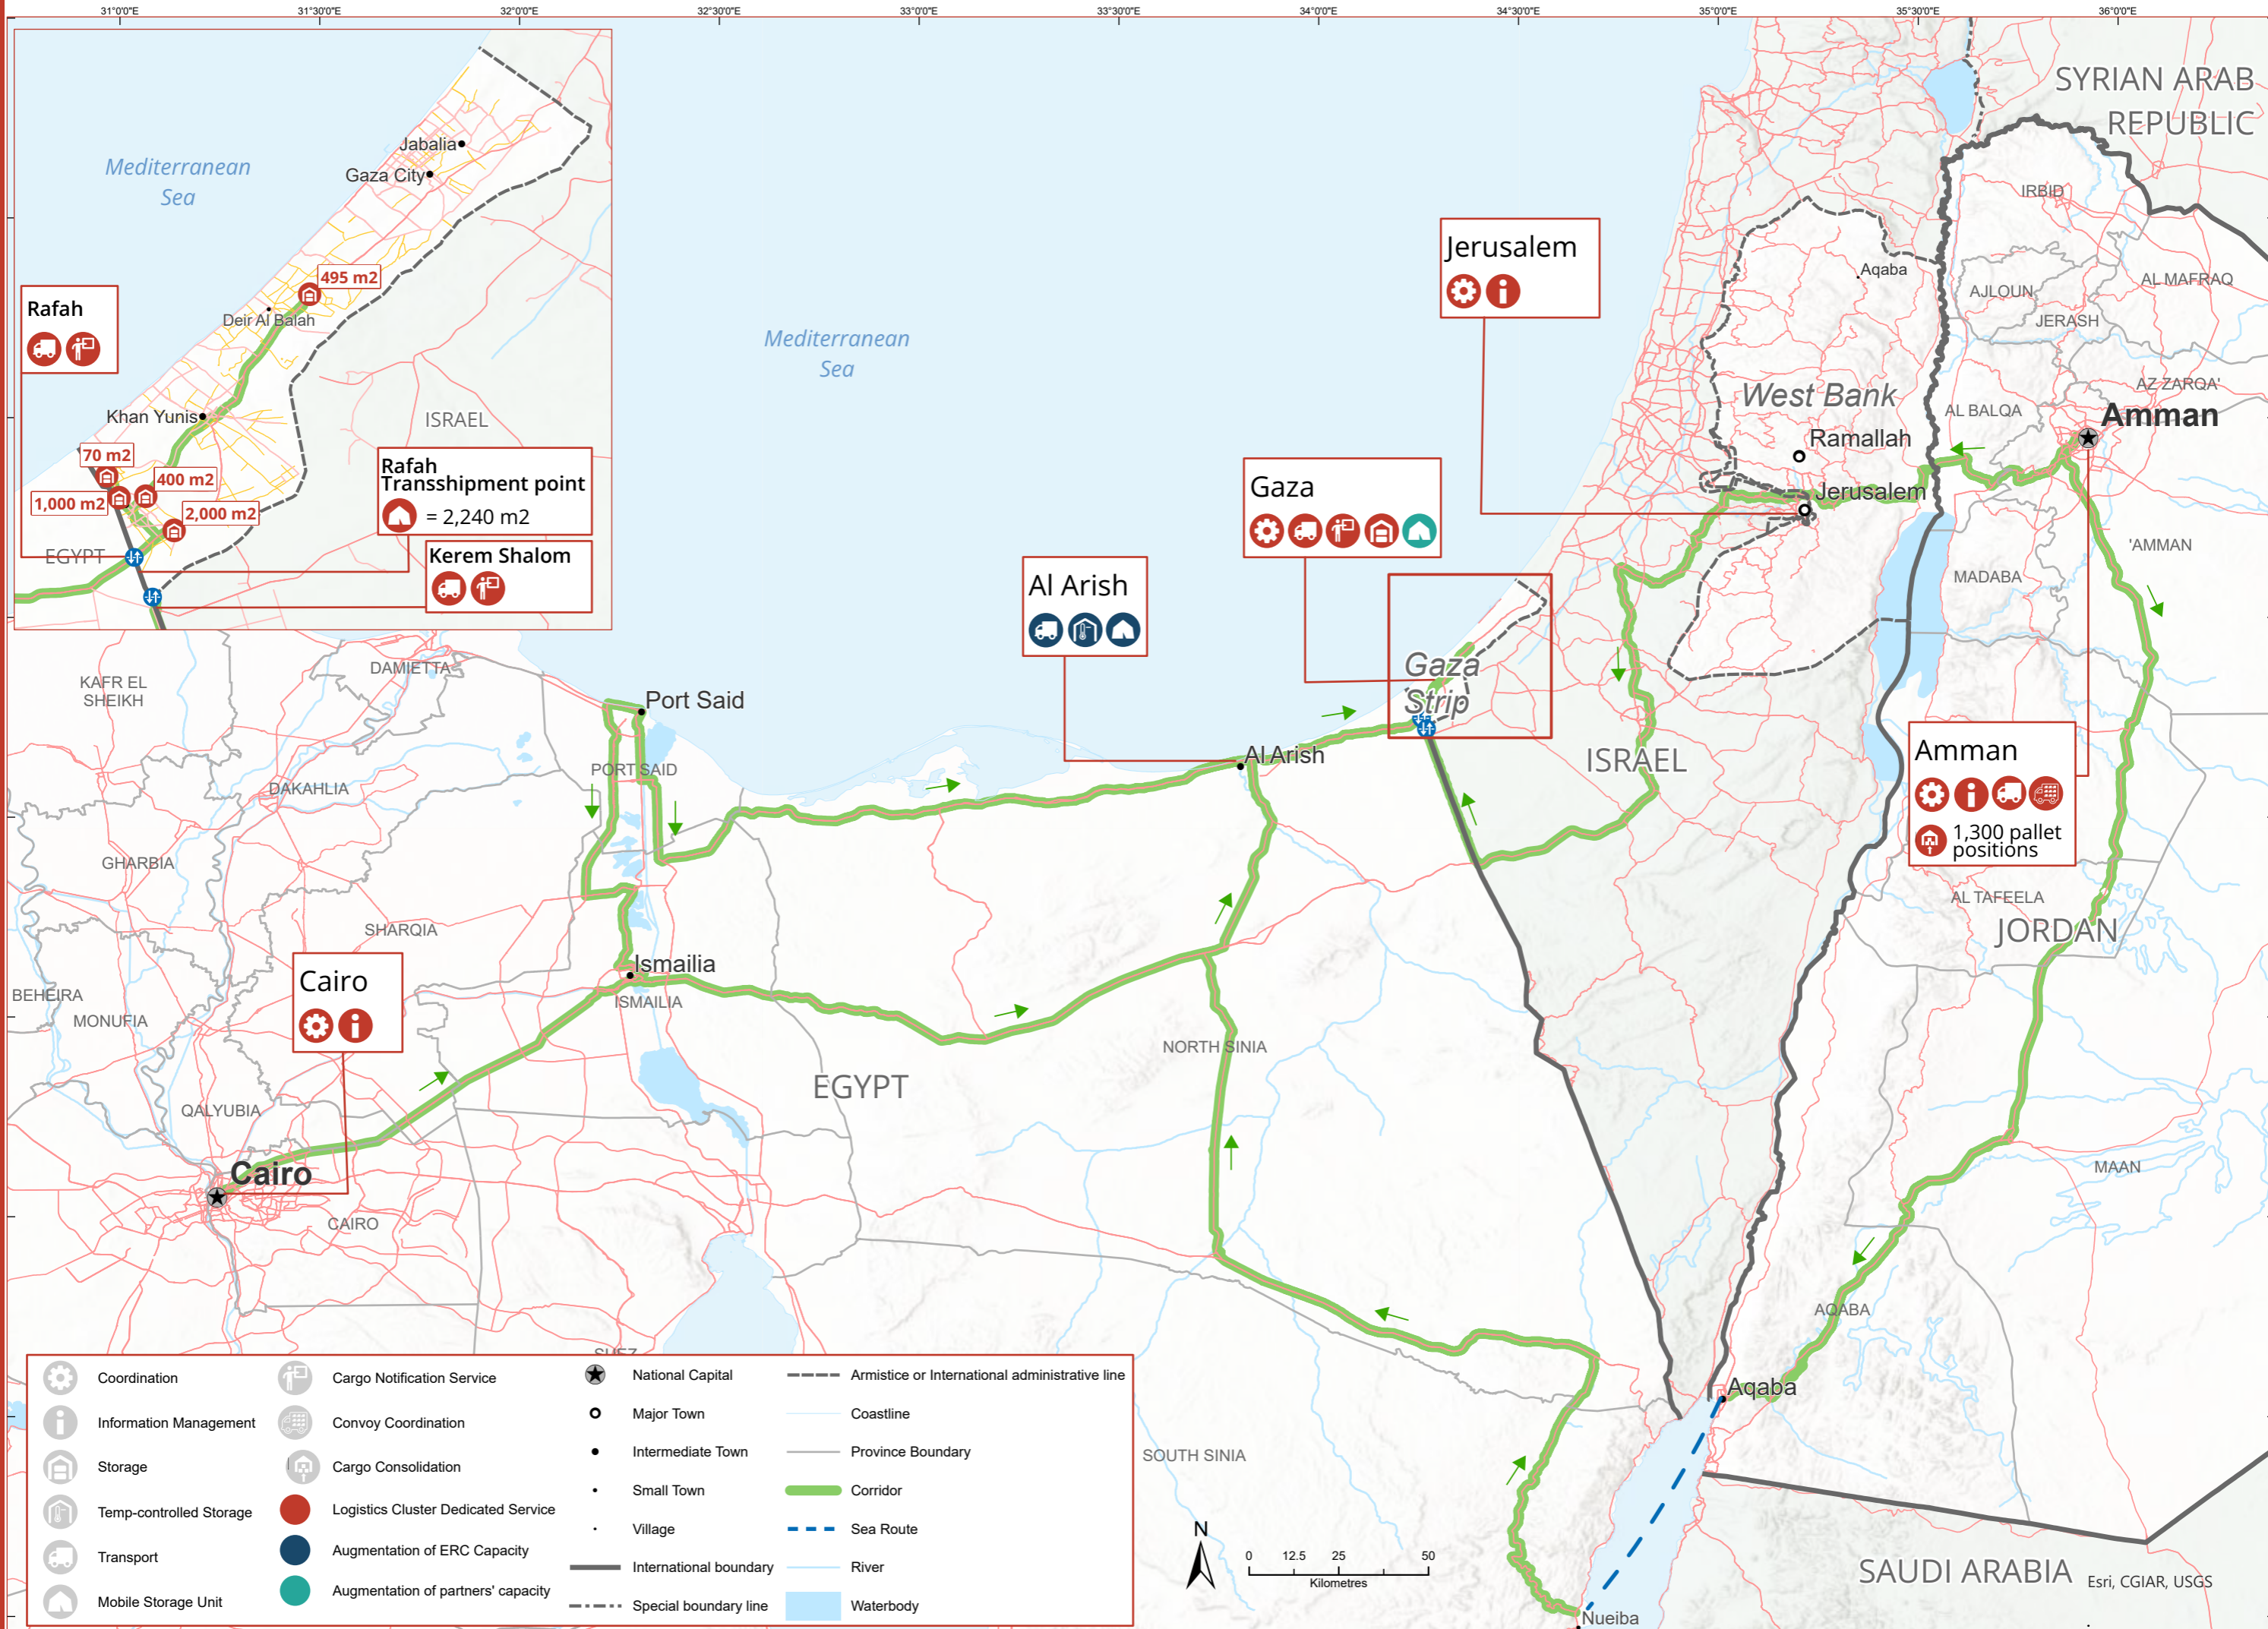 31°0'0"E
31°30'0"E
32°0'0"E
32°30'0"E
33°0'0"E
33°30'0"E
34°0'0"E
34°30'0"E
35°0'0"E
35°30'0"E
36°0'0"E
Mediterranean
Sea
Jabalia
Gaza City
495 m2
Deir Al Balah
Rafah
Khan Yunis
ISRAEL
70 m2
1,000 m2
400 m2
2,000 m2
EGYPT
Rafah
Transshipment point
= 2,240 m2
Kerem Shalom
Mediterranean
Sea
SYRIAN ARAB
REPUBLIC
IRBID
Jerusalem
Aqaba
AJLOUN
AL MAFRAQ
JERASH
West Bank
AZ ZARQA'
AL BALQA
Amman
Ramallah
Jerusalem
Gaza
'AMMAN
MADABA
Al Arish
Gaza
Strip
KAFR EL
SHEIKH
DAMIETTA
Port Said
PORT SAID
Al Arish
ISRAEL
Amman
1,300 pallet
positions
DAKAHLIA
GHARBIA
SHARQIA
AL TAFEELA
JORDAN
Cairo
Ismailia
ISMAILIA
BEHEIRA
MONUFIA
NORTH SINIA
EGYPT
QALYUBIA
MAAN
Cairo
CAIRO
AQABA
SUEZ
Aqaba
SOUTH SINIA
Nueiba
SAUDI ARABIA
Esri, CGIAR, USGS
N
0 12.5 25 50
Kilometres
Coordination
Information Management
Storage
Temp-controlled Storage
Transport
Mobile Storage Unit
Cargo Notification Service
Convoy Coordination
Cargo Consolidation
Logistics Cluster Dedicated Service
Augmentation of ERC Capacity
Augmentation of partners' capacity
National Capital
Major Town
Intermediate Town
Small Town
Village
International boundary
Special boundary line
Armistice or International administrative line
Coastline
Province Boundary
Corridor
Sea Route
River
Waterbody